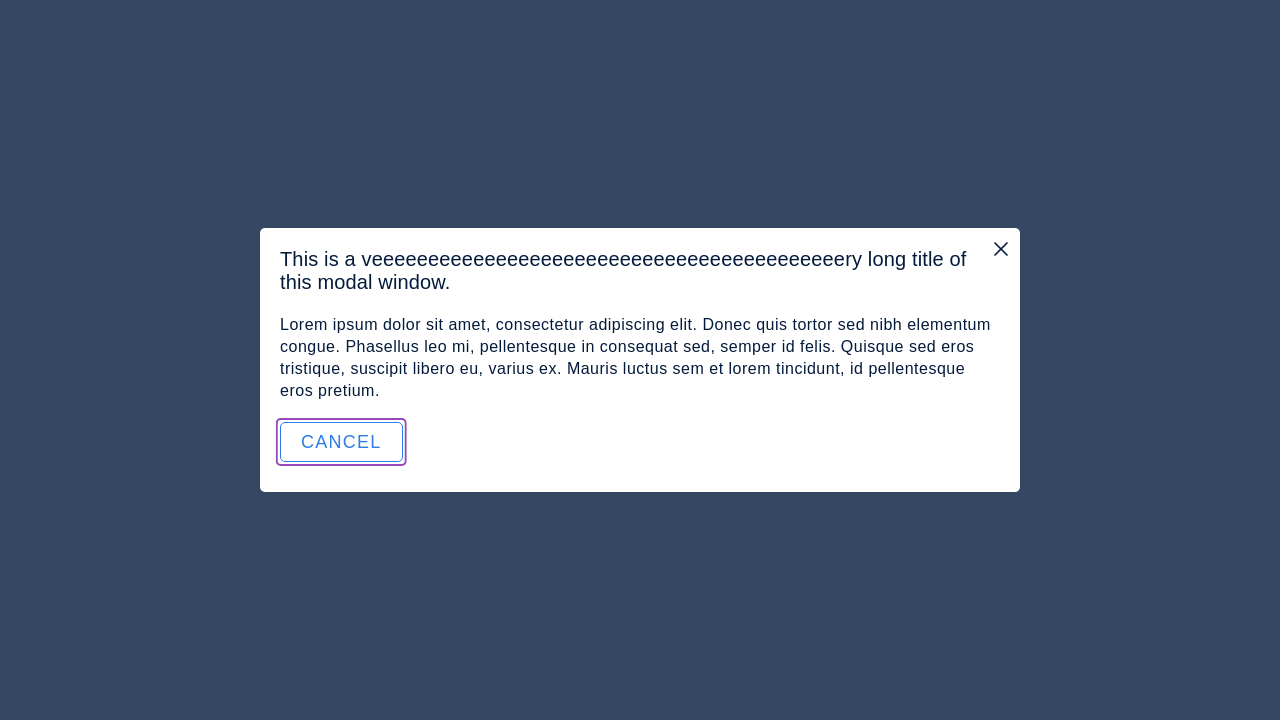 This is a veeeeeeeeeeeeeeeeeeeeeeeeeeeeeeeeeeeeeeeeeery long title of
this modal window.
Lorem ipsum dolor sit amet, consectetur adipiscing elit. Donec quis tortor sed nibh elementum
congue. Phasellus leo mi, pellentesque in consequat sed, semper id felis. Quisque sed eros
tristique, suscipit libero eu, varius ex. Mauris luctus sem et lorem tincidunt, id pellentesque
eros pretium.
CANCEL